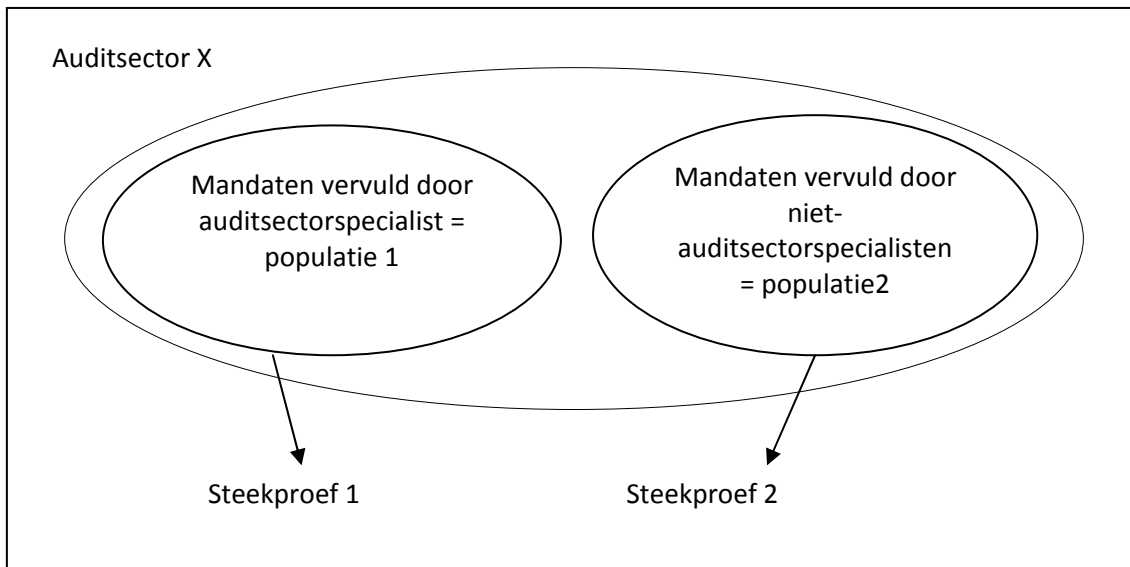 Auditsector X
Mandaten vervuld door
auditsectorspecialist =
populatie 1
Mandaten vervuld door
niet-
auditsectorspecialisten
= populatie2
Steekproef 1
Steekproef 2